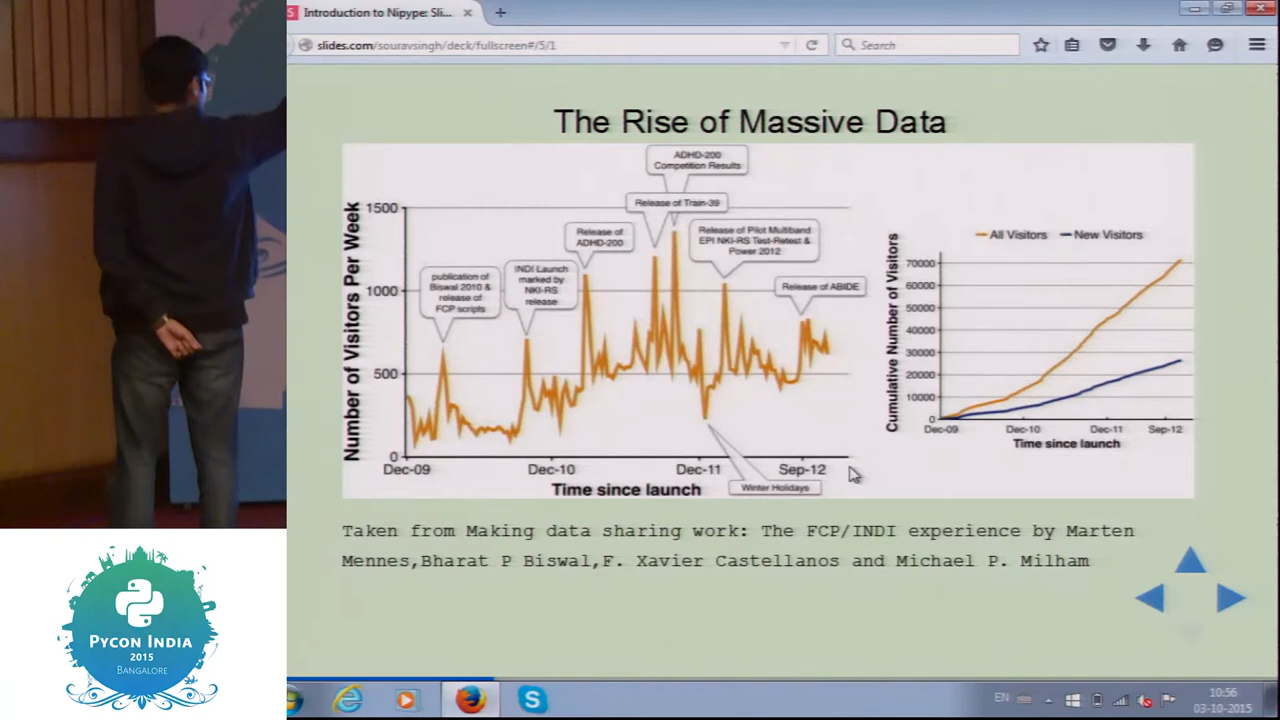 Introduction to Nipype: Sli...
slides.com/souravsingh/deck/fullscreen#/5/1
Search
The Rise of Massive Data
ADHD-200
Competition Results
Release of Train-39
Release of
ADHD-200
Release of Pilot Multiband
EPI NKI-RS Test-Retest &
Power 2012
publication of
Biswal 2010 &
release of
FCP scripts
INDI Launch
marked by
NKI-RS
release
Release of ABIDE
Winter Holidays
Number of Visitors Per Week
1500
1000
500
0
Dec-09
Dec-10
Dec-11
Sep-12
Time since launch
All Visitors
New Visitors
Cumulative Number of Visitors
70000
60000
50000
40000
30000
20000
10000
0
Dec-09
Dec-10
Dec-11
Sep-12
Time since launch
Taken from Making data sharing work: The FCP/INDI experience by Marten
Mennes,Bharat P Biswal,F. Xavier Castellanos and Michael P. Milham
PYCON INDIA
2015
BANGALORE
EN
10:56
03-10-2015